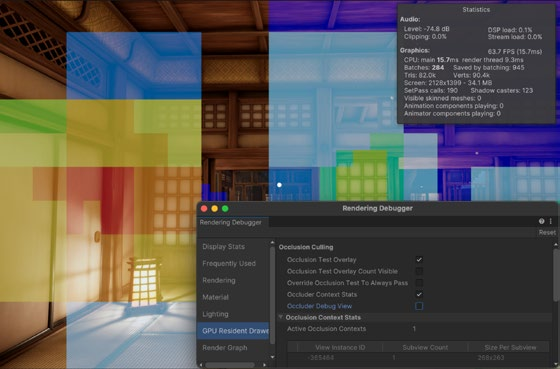 Statistics
Audio:
Level: -74.8 dB DSP load: 0.1%
Clipping: 0.0% Stream load: 0.0%
Graphics: 63.7 FPS (15.7ms)
CPU: main 15.7ms render thread 9.3ms
Batches: 284 Saved by batching: 945
Tris: 82.0k Verts: 90.4k
Screen: 2128x1399 - 34.1 MB
SetPass calls: 190 Shadow casters: 123
Visible skinned meshes: 0
Animation components playing: 0
Animator components playing: 0
Rendering Debugger
Rendering Debugger
Reset
Display Stats
Frequently Used
Rendering
Material
Lighting
GPU Resident Drawe
Render Graph
Occlusion Culling
Occlusion Test Overlay
Occlusion Test Overlay Count Visible
Override Occlusion Test To Always Pass
Occluder Context Stats
Occluder Debug View
Occlusion Context Stats
Active Occlusion Contexts 1
View Instance ID Subview Count Size Per Subview
-385464 1 258x263